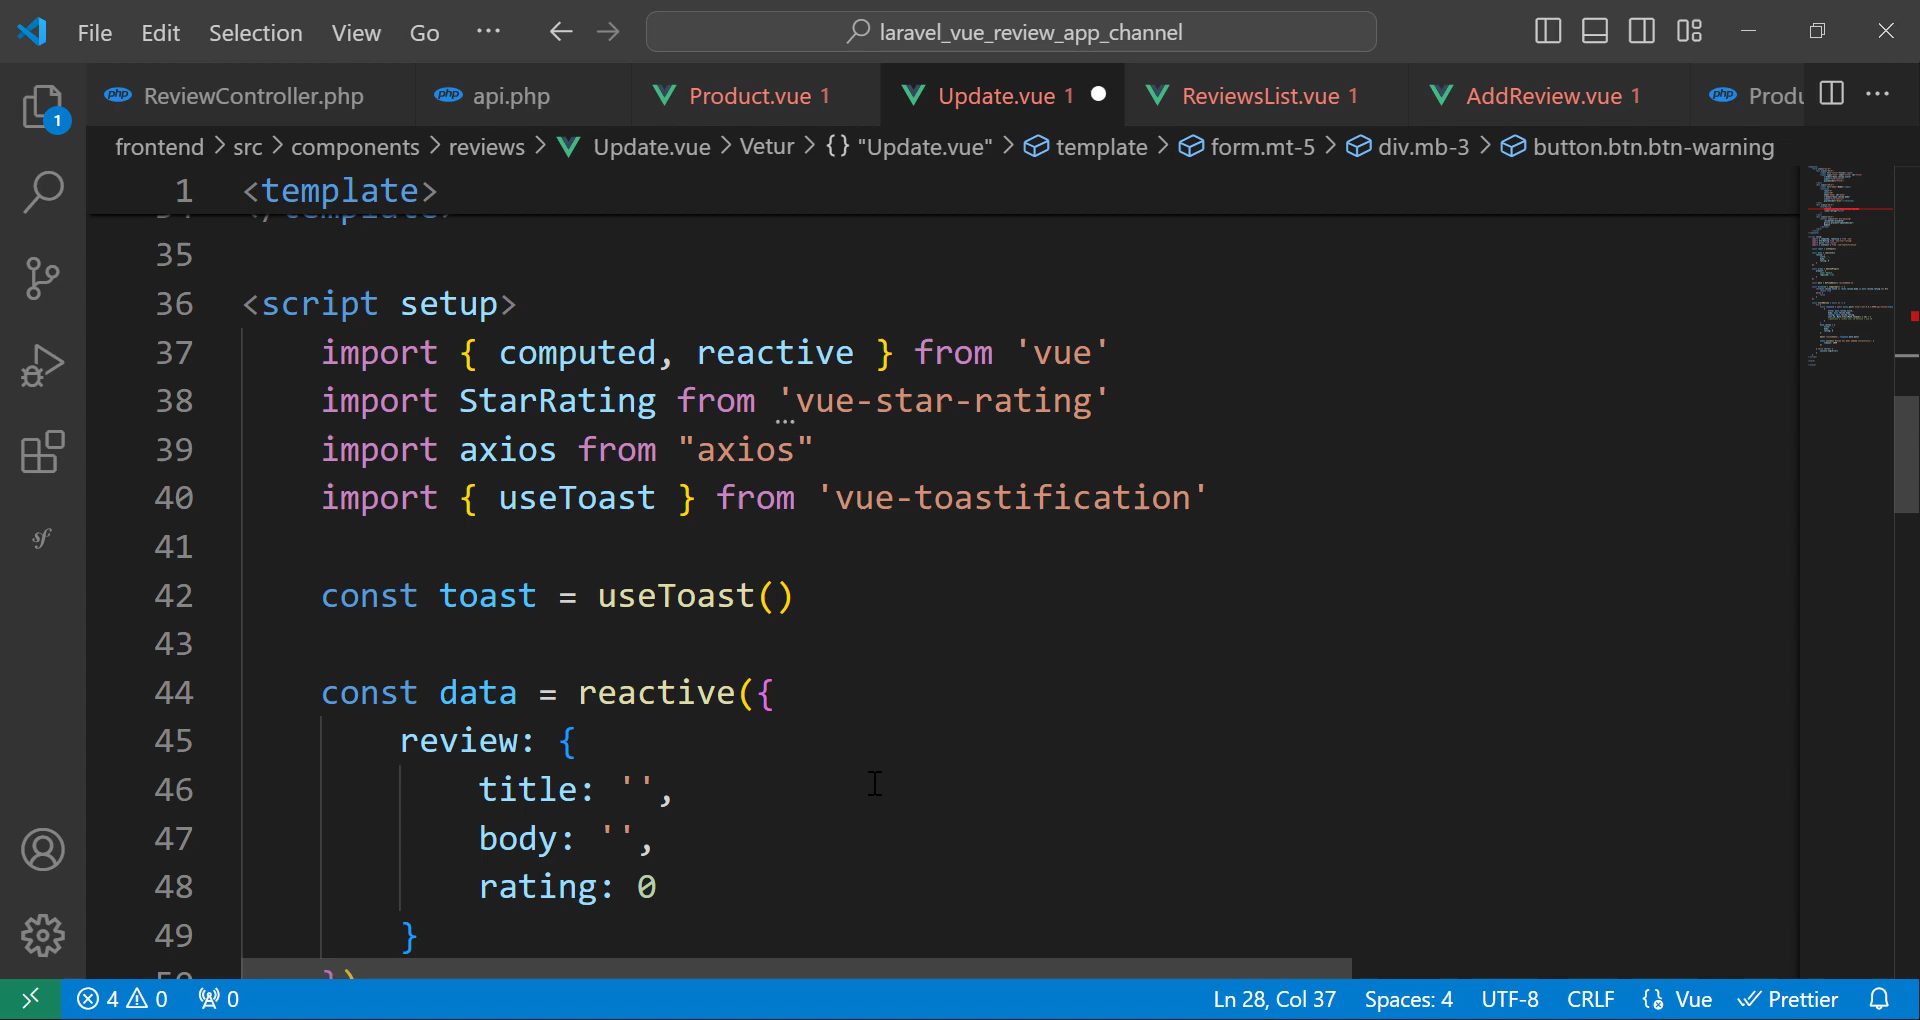 File Edit Selection View Go ··· laravel_vue_review_app_channel
ReviewController.php api.php Product.vue 1 Update.vue 1 ReviewsList.vue 1 AddReview.vue 1 Produ
frontend > src > components > reviews > Update.vue > Vetur > {} "Update.vue" > template > form.mt-5 > div.mb-3 > button.btn.btn-warning
1 <template>
35
36 <script setup>
37 import { computed, reactive } from 'vue'
38 import StarRating from 'vue-star-rating'
39 import axios from "axios"
40 import { useToast } from 'vue-toastification'
41
42 const toast = useToast()
43
44 const data = reactive({
45 review: {
46 title: '',
47 body: '',
48 rating: 0
49 }
1
4 0 0 Ln 28, Col 37 Spaces: 4 UTF-8 CRLF Vue Prettier